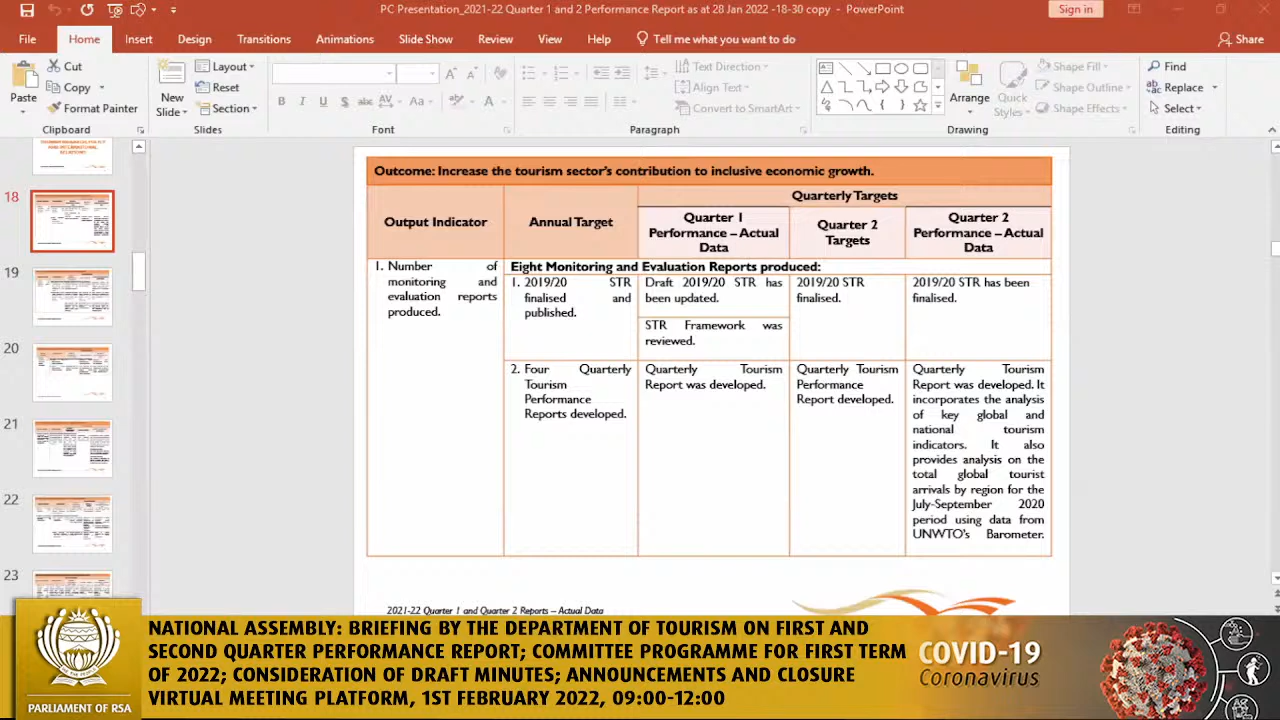 PC Presentation_2021-22 Quarter 1 and 2 Performance Report as at 28 Jan 2022 -18-30 copy - PowerPoint
Sign in
File Home Insert Design Transitions Animations Slide Show Review View Help Tell me what you want to do Share
Paste
Cut
Copy
Format Painter
Clipboard
New
Slide
Layout
Reset
Section
Slides
B I U S abc AV Aa A
Font
Text Direction
Align Text
Convert to SmartArt
Paragraph
Arrange
Quick
Styles
Shape Fill
Shape Outline
Shape Effects
Drawing
Find
Replace
Select
Editing
18
19
20
21
22
23
Outcome: Increase the tourism sector's contribution to inclusive economic growth.
Output Indicator
Annual Target
Quarterly Targets
Quarter 1
Performance – Actual
Data
Quarter 2
Targets
Quarter 2
Performance – Actual
Data
1. Number of
monitoring and
evaluation reports
produced.
Eight Monitoring and Evaluation Reports produced:
1. 2019/20 STR
finalised and
published.
Draft 2019/20 STR has
been updated.
STR Framework was
reviewed.
2019/20 STR
finalised.
2019/20 STR has been
finalised.
2. Four Quarterly
Tourism
Performance
Reports developed.
Quarterly Tourism
Report was developed.
Quarterly Tourism
Performance
Report developed.
Quarterly Tourism
Report was developed. It
incorporates the analysis
of key global and
national tourism
indicators. It also
provides analysis on the
total global tourist
arrivals by region for the
July-September 2020
period using data from
UNWTO's Barometer.
2021-22 Quarter 1 and Quarter 2 Reports – Actual Data
PARLIAMENT OF RSA
NATIONAL ASSEMBLY: BRIEFING BY THE DEPARTMENT OF TOURISM ON FIRST AND
SECOND QUARTER PERFORMANCE REPORT; COMMITTEE PROGRAMME FOR FIRST TERM
OF 2022; CONSIDERATION OF DRAFT MINUTES; ANNOUNCEMENTS AND CLOSURE
VIRTUAL MEETING PLATFORM, 1ST FEBRUARY 2022, 09:00-12:00
COVID-19
Coronavirus